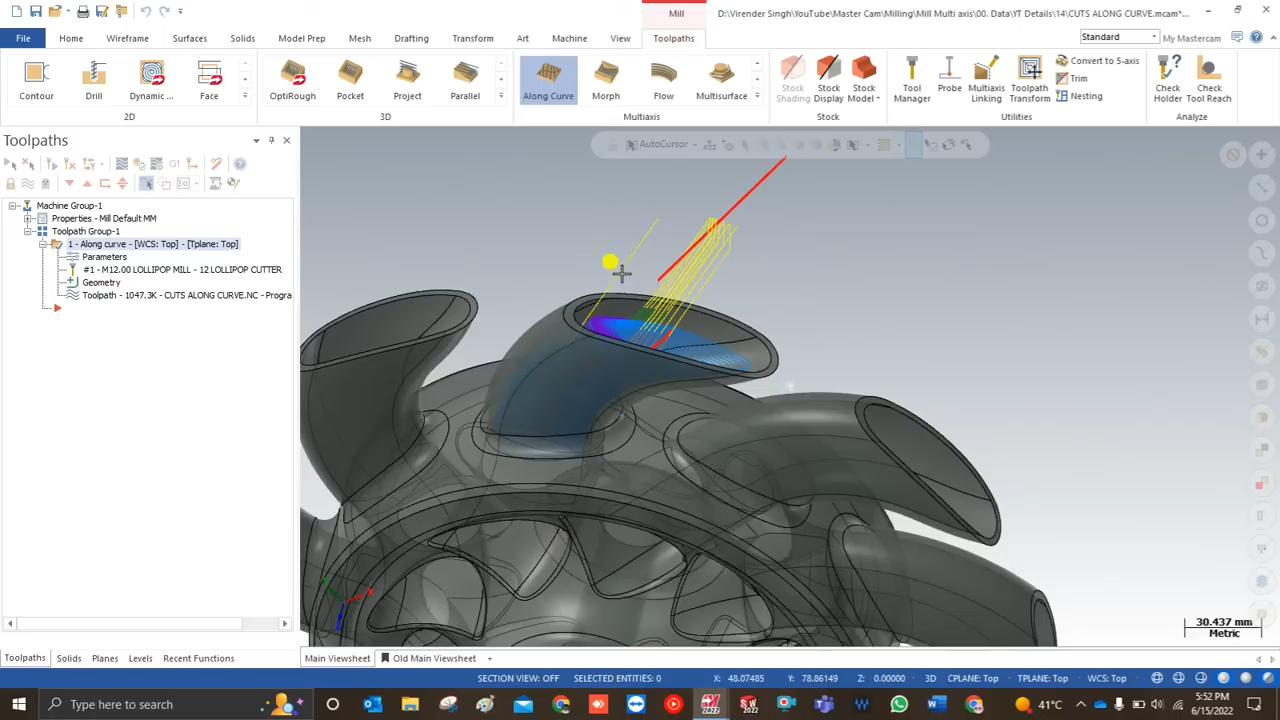 Mill
D:\Virender Singh\YouTube\Master Cam\Milling\Mill Multi axis\00. Data\YT Details\14\CUTS ALONG CURVE.mcam*...
File
Home
Wireframe
Surfaces
Solids
Model Prep
Mesh
Drafting
Transform
Art
Machine
View
Toolpaths
Standard
My Mastercam
Contour
Drill
Dynamic ...
Face
2D
OptiRough
Pocket
Project
Parallel
3D
Along Curve
Morph
Flow
Multisurface
Multiaxis
Stock Shading
Stock Display
Stock Model
Stock
Tool Manager
Probe
Multiaxis Linking
Toolpath Transform
Convert to 5-axis
Trim
Nesting
Utilities
Check Holder
Check Tool Reach
Analyze
Toolpaths
G1
AutoCursor
XYZ
Machine Group-1
Properties - Mill Default MM
Toolpath Group-1
1 - Along curve - [WCS: Top] - [Tplane: Top]
Parameters
#1 - M12.00 LOLLIPOP MILL - 12 LOLLIPOP CUTTER
Geometry
Toolpath - 1047.3K - CUTS ALONG CURVE.NC - Progra
X
30.437 mm
Metric
Toolpaths
Solids
Planes
Levels
Recent Functions
Main Viewsheet
Old Main Viewsheet
+
SECTION VIEW: OFF
SELECTED ENTITIES: 0
X: 48.07485
Y: 78.86149
Z: 0.00000
3D
CPLANE: Top
TPLANE: Top
WCS: Top
Type here to search
2022
2022
41°C
5:52 PM
6/15/2022